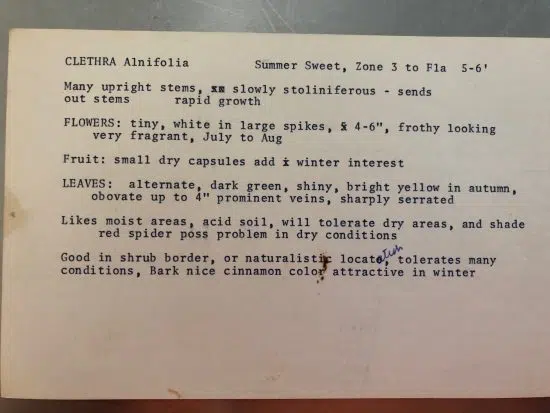 CLETHRA Alnifolia Summer Sweet, Zone 3 to Fla 5-6'
Many upright stems, slowly stoliniferous - sends
out stems rapid growth
FLOWERS: tiny, white in large spikes, 4-6", frothy looking
very fragrant, July to Aug
Fruit: small dry capsules add winter interest
LEAVES: alternate, dark green, shiny, bright yellow in autumn,
obovate up to 4" prominent veins, sharply serrated
Likes moist areas, acid soil, will tolerate dry areas, and shade
red spider poss problem in dry conditions
Good in shrub border, or naturalistic location, tolerates many
conditions, Bark nice cinnamon color attractive in winter